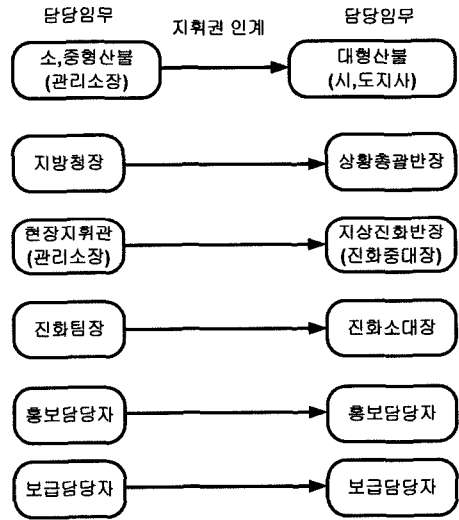 담당임무
지휘권 인계
담당임무
소,중형산불
(관리소장)
대형산불
(시,도지사)
지방청장
상황총괄반장
현장지휘관
(관리소장)
지상진화반장
(진화중대장)
진화팀장
진화소대장
홍보담당자
홍보담당자
보급담당자
보급담당자